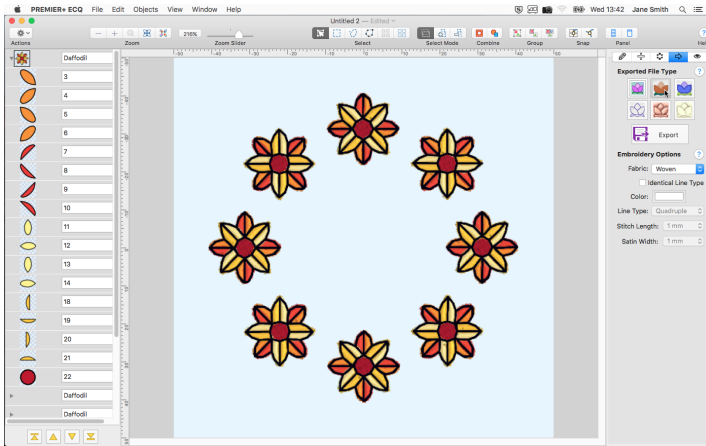 PREMIER+ ECQ File Edit Objects View Window Help Wed 13:42 Jane Smith
Untitled 2 — Edited
216%
Actions Zoom Zoom Slider Select Select Mode Combine Group Snap Panel Hel
Daffodil
3
4
5
6
7
8
9
10
11
12
13
14
18
19
20
21
22
Daffodil
Daffodil
Exported File Type ?
Export
Embroidery Options ?
Fabric: Woven
Identical Line Type
Color:
Line Type: Quadruple
Stitch Length: 1 mm
Satin Width: 1 mm